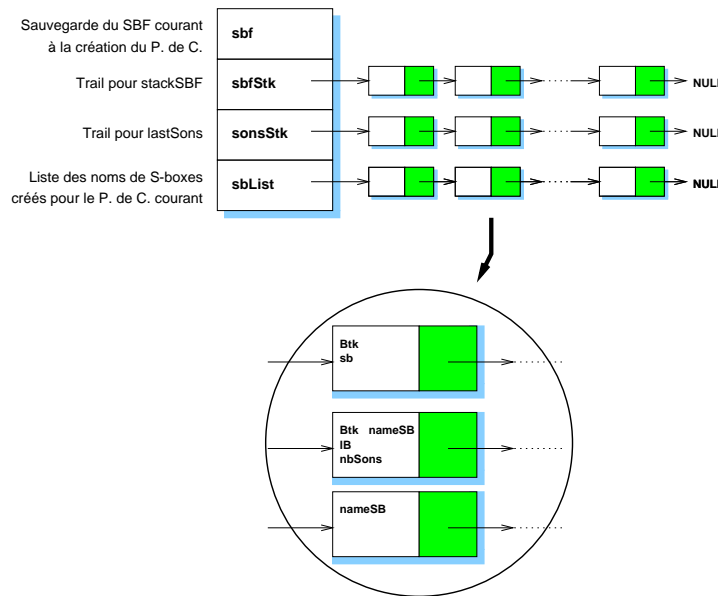 Sauvegarde du SBF courant
à la création du P. de C.
sbf
Trail pour stackSBF
sbfStk
NULL
Trail pour lastSons
sonsStk
NULL
Liste des noms de S-boxes
créés pour le P. de C. courant
sbList
NULL
Btk
sb
Btk nameSB
IB
nbSons
nameSB